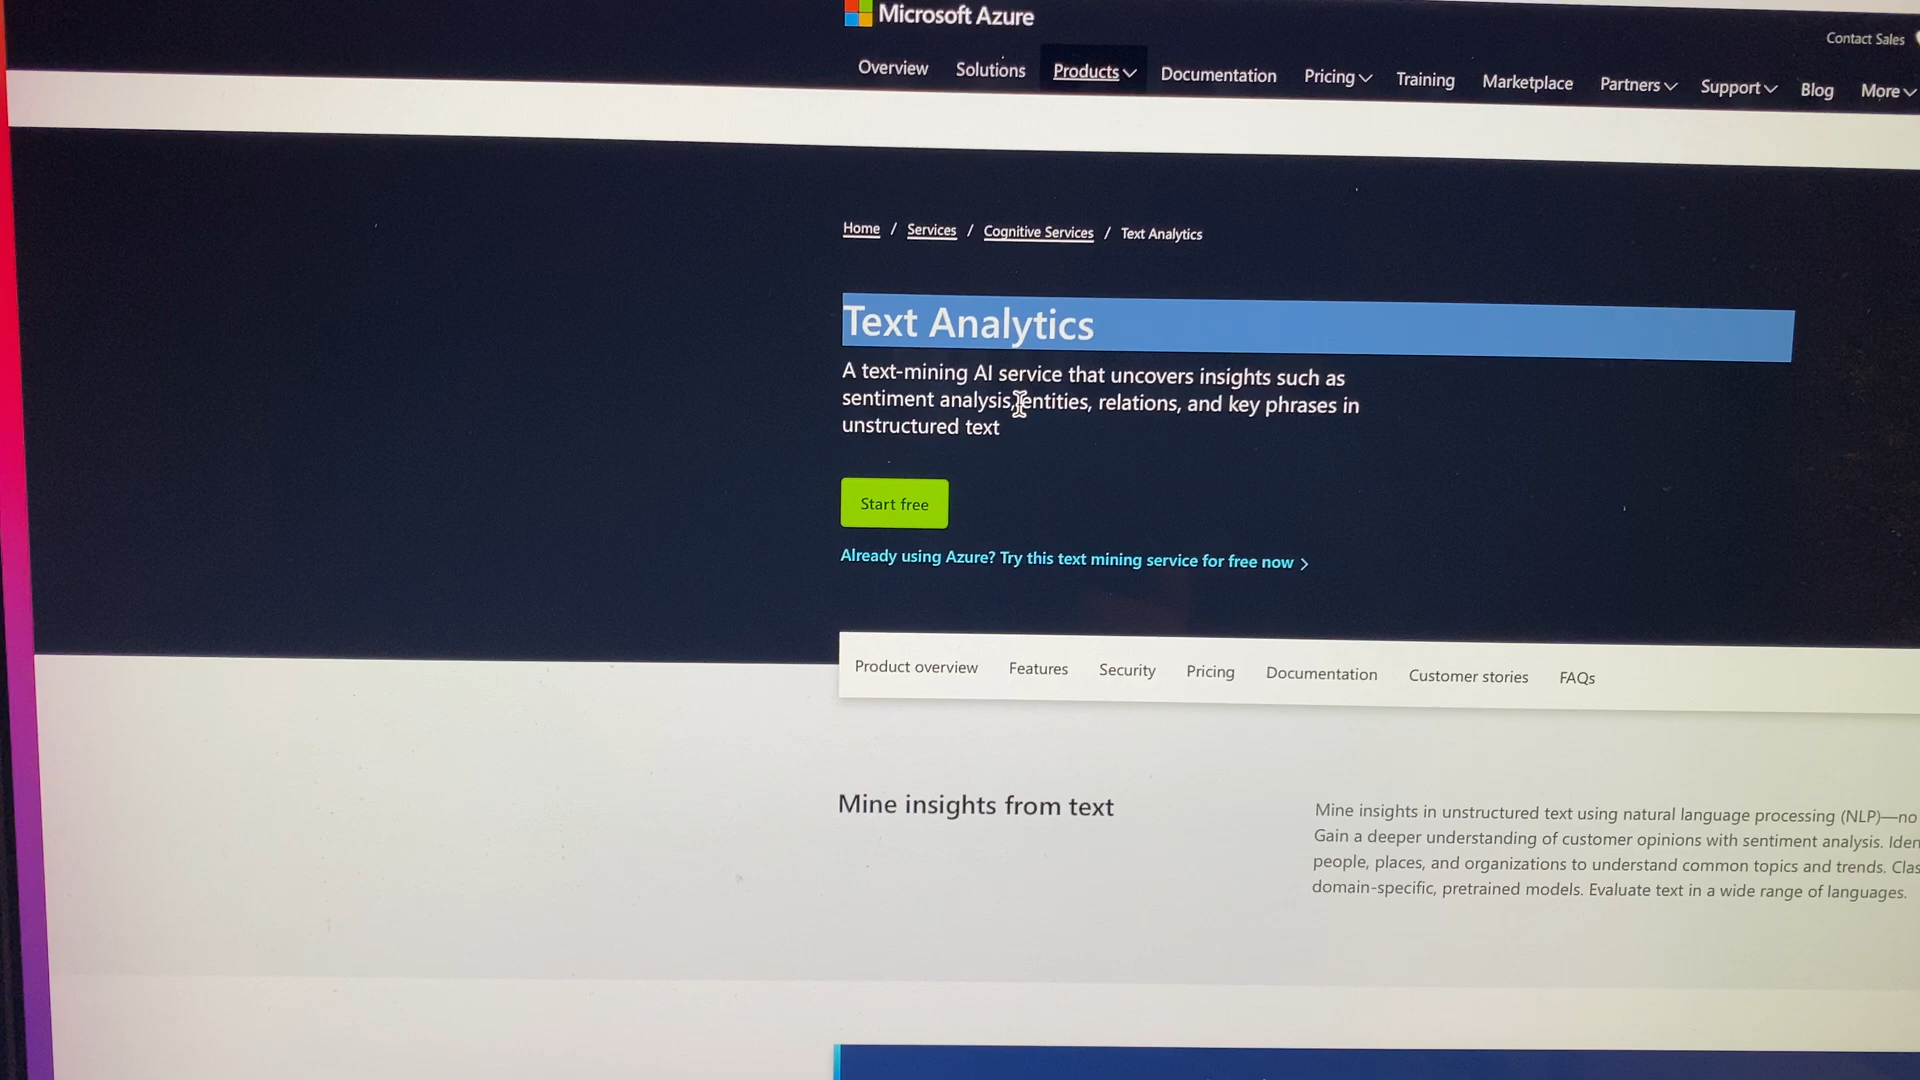 Microsoft Azure
Contact Sales
Overview Solutions Products Documentation Pricing Training Marketplace Partners Support Blog More
Home / Services / Cognitive Services / Text Analytics
Text Analytics
A text-mining AI service that uncovers insights such as
sentiment analysis, entities, relations, and key phrases in
unstructured text
Start free
Already using Azure? Try this text mining service for free now >
Product overview Features Security Pricing Documentation Customer stories FAQs
Mine insights from text
Mine insights in unstructured text using natural language processing (NLP)—no
Gain a deeper understanding of customer opinions with sentiment analysis. Iden
people, places, and organizations to understand common topics and trends. Clas
domain-specific, pretrained models. Evaluate text in a wide range of languages.